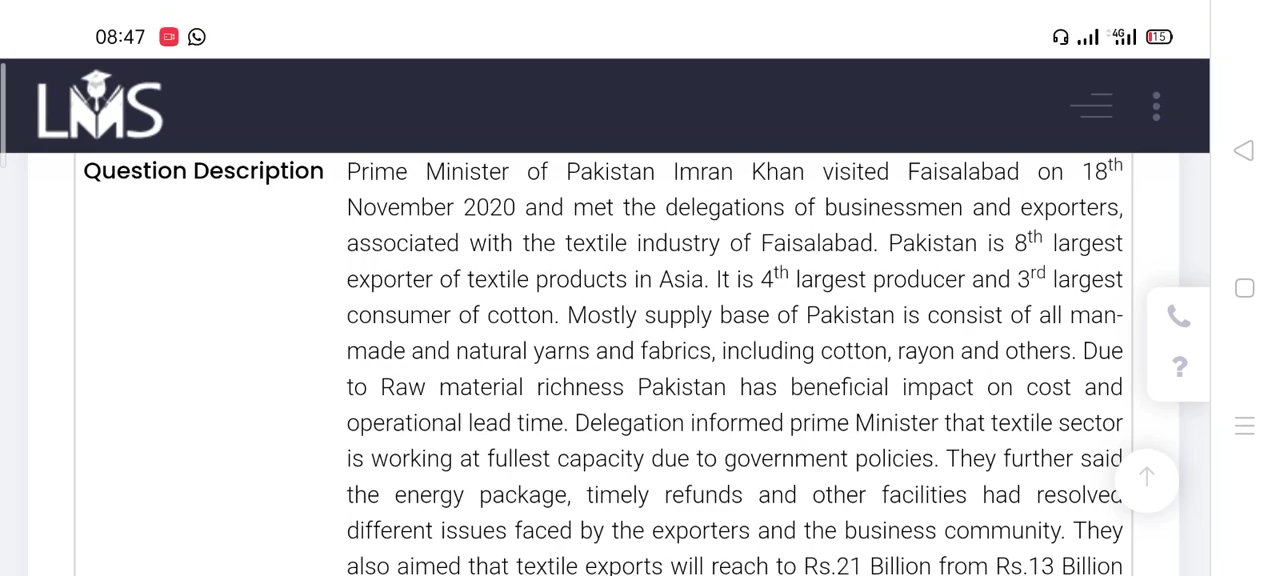 08:47
4G
15
LMS
Question Description
Prime Minister of Pakistan Imran Khan visited Faisalabad on 18th
November 2020 and met the delegations of businessmen and exporters,
associated with the textile industry of Faisalabad. Pakistan is 8th largest
exporter of textile products in Asia. It is 4th largest producer and 3rd largest
consumer of cotton. Mostly supply base of Pakistan is consist of all man-
made and natural yarns and fabrics, including cotton, rayon and others. Due
to Raw material richness Pakistan has beneficial impact on cost and
operational lead time. Delegation informed prime Minister that textile sector
is working at fullest capacity due to government policies. They further said
the energy package, timely refunds and other facilities had resolved
different issues faced by the exporters and the business community. They
also aimed that textile exports will reach to Rs.21 Billion from Rs.13 Billion
?